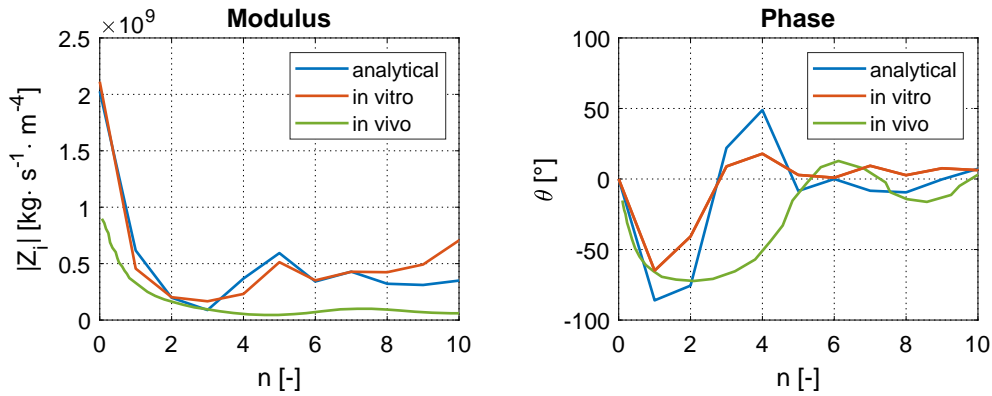 Modulus
×10^9
2.5
2
1.5
1
0.5
0
|Z_i| [kg· s^-1 · m^-4]
analytical
in vitro
in vivo
0 2 4 6 8 10
n [-]
Phase
100
50
0
-50
-100
θ [°]
analytical
in vitro
in vivo
0 2 4 6 8 10
n [-]